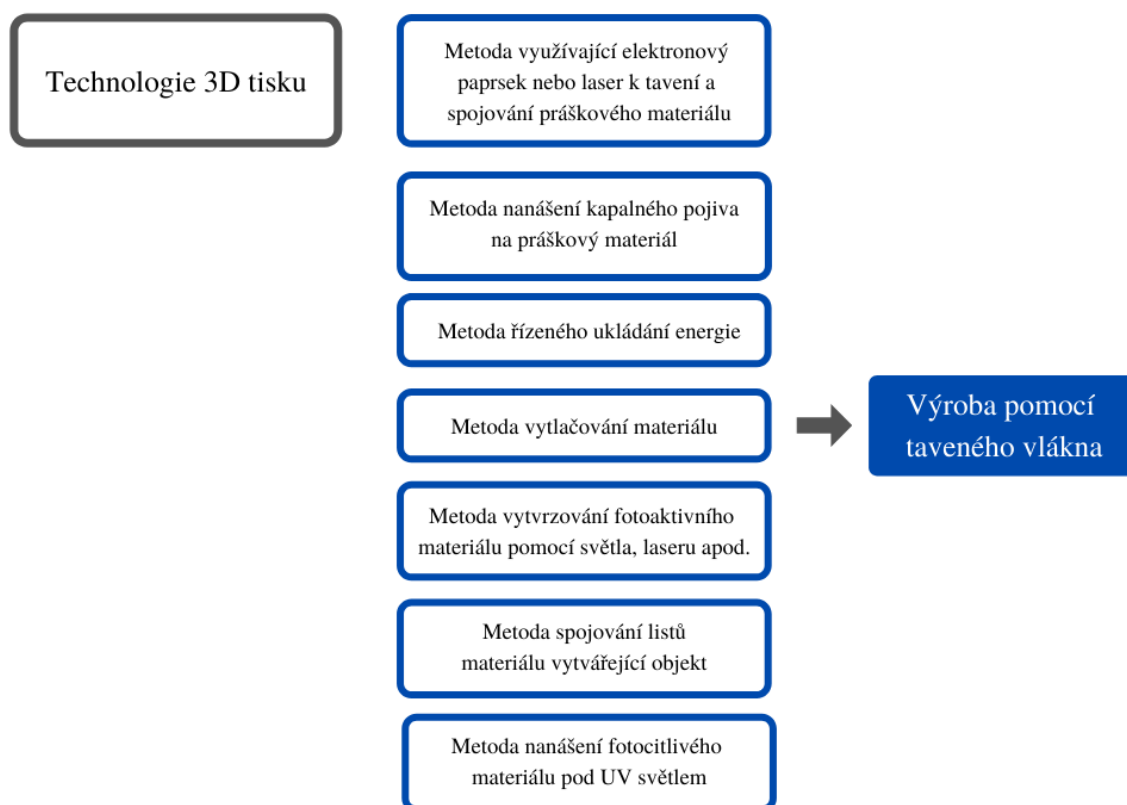 Technologie 3D tisku
Metoda využívající elektronový
paprsek nebo laser k tavení a
spojování práškového materiálu
Metoda nanášení kapalného pojiva
na práškový materiál
Metoda řízeného ukládání energie
Metoda vytlačování materiálu
Výroba pomocí
taveného vlákna
Metoda vytvrzování fotoaktivního
materiálu pomocí světla, laseru apod.
Metoda spojování listů
materiálu vytvářející objekt
Metoda nanášení fotocitlivého
materiálu pod UV světlem